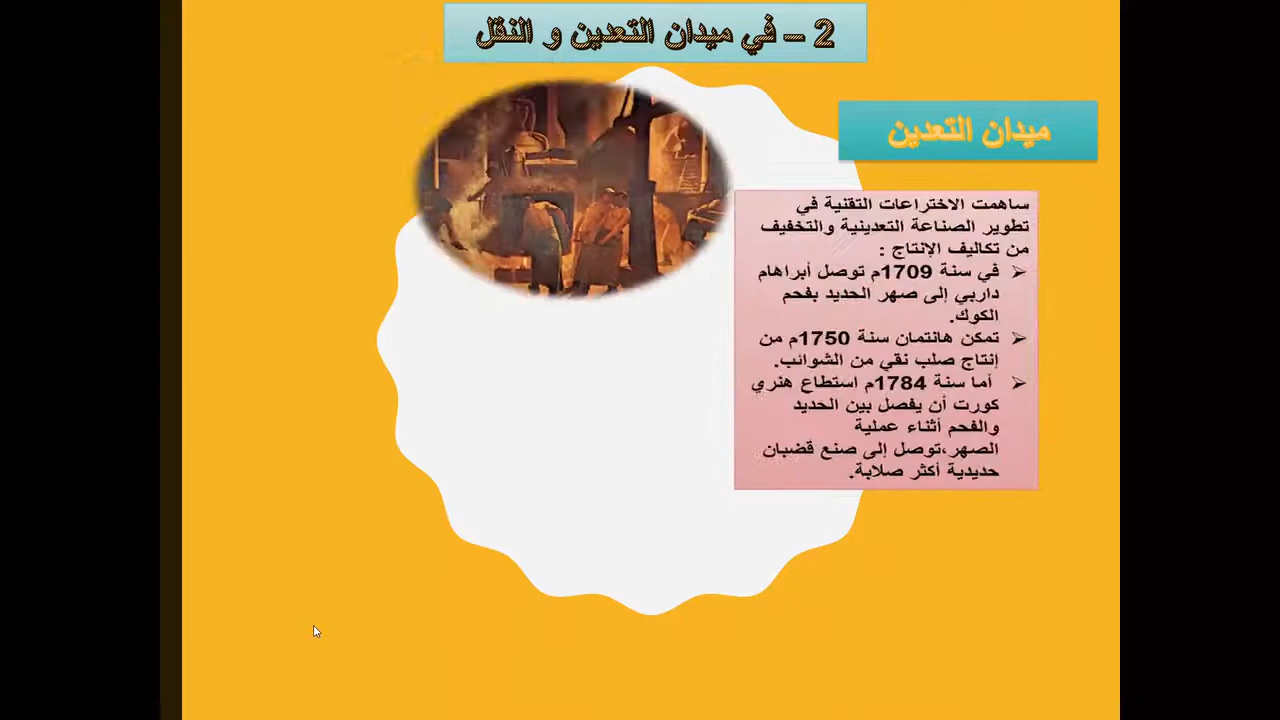 2 – في ميدان التعدين و النقل
ميدان التعدين
ساهمت الاختراعات التقنية في
تطوير الصناعة التعدينية والتخفيف
من تكاليف الإنتاج :
في سنة 1709م توصل أبراهام
داربي إلى صهر الحديد بفحم
الكوك.
تمكن هانتمان سنة 1750م من
إنتاج صلب نقي من الشوائب.
أما سنة 1784م استطاع هنري
كورت أن يفصل بين الحديد
والفحم أثناء عملية
الصهر،توصل إلى صنع قضبان
حديدية أكثر صلابة.